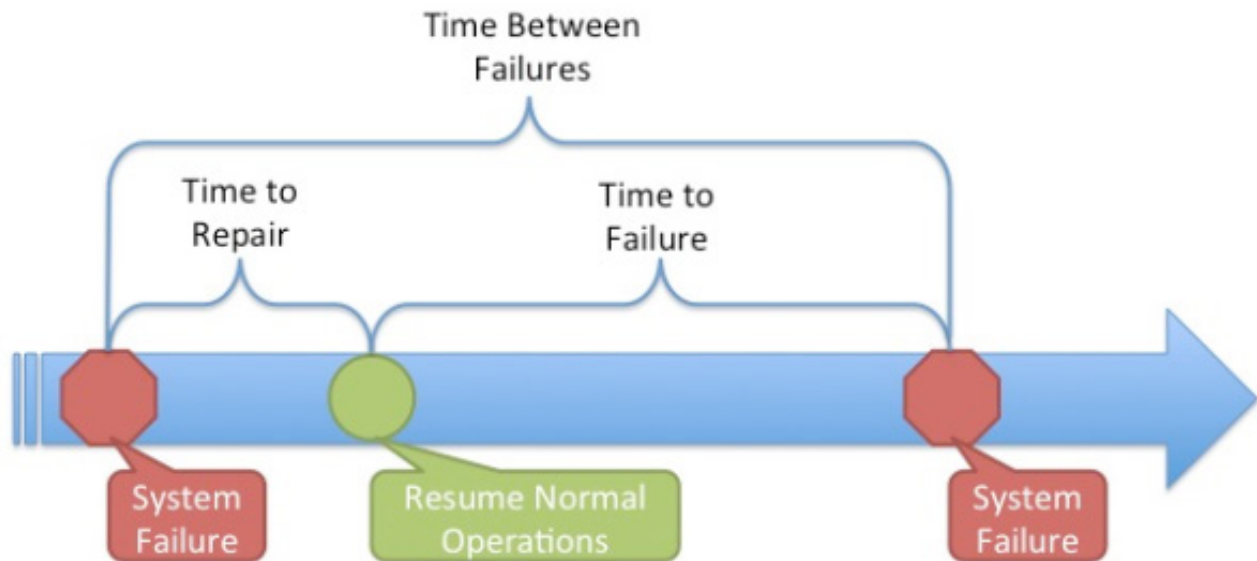 Time Between
Failures
Time to
Repair
Time to
Failure
System
Failure
Resume Normal
Operations
System
Failure